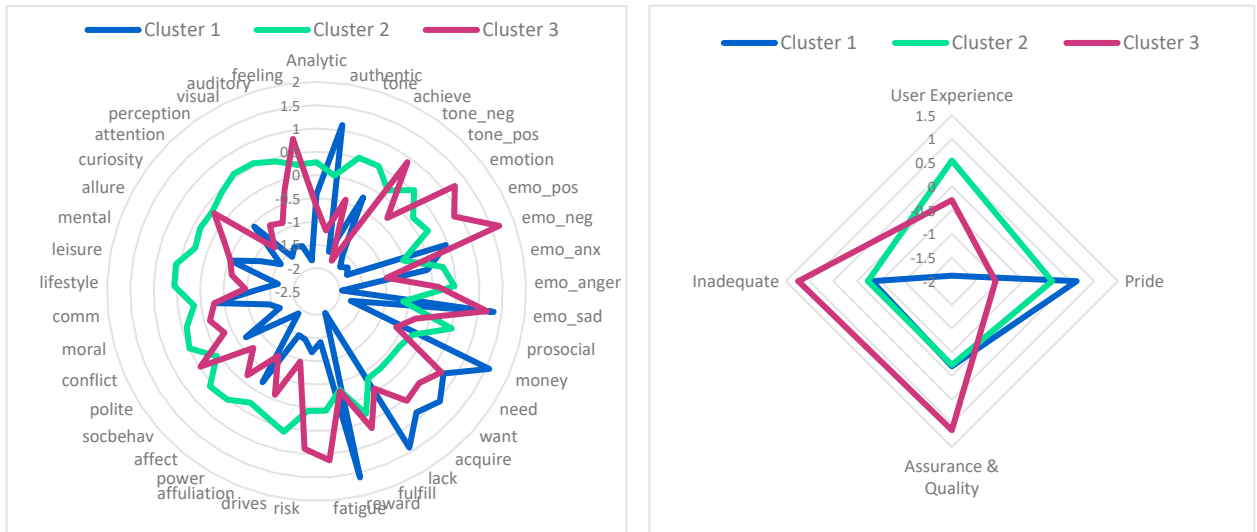 Cluster 1 Cluster 2 Cluster 3
Analytic
authentic
tone
achieve
tone_neg
tone_pos
emotion
emo_pos
emo_neg
emo_anx
emo_anger
emo_sad
prosocial
money
need
want
acquire
lack
fulfill
reward
fatigue
risk
drives
affuliation
power
affect
socbehav
polite
conflict
moral
comm
lifestyle
leisure
mental
allure
curiosity
attention
perception
visual
auditory
feeling
2
1.5
1
0.5
0
-0.5
-1
-1.5
-2
-2.5
Cluster 1 Cluster 2 Cluster 3
User Experience
Pride
Assurance &
Quality
Inadequate
1.5
1
0.5
0
-0.5
-1
-1.5
-2